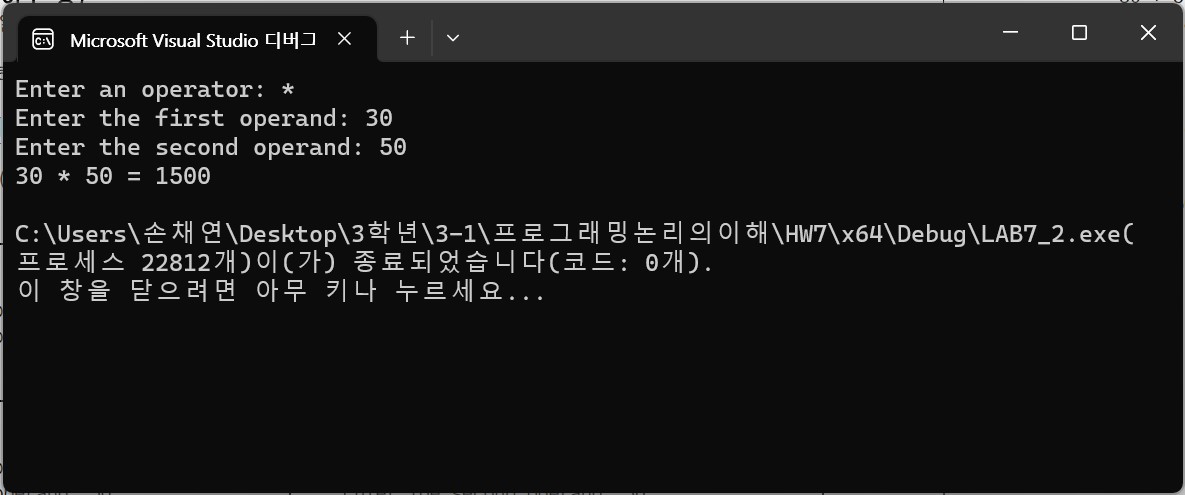 Microsoft Visual Studio 디버그
Enter an operator: *
Enter the first operand: 30
Enter the second operand: 50
30 * 50 = 1500
C:\Users\손채연\Desktop\3학년\3-1\프로그래밍논리의이해\HW7\x64\Debug\LAB7_2.exe(
프로세스 22812개)이(가) 종료되었습니다(코드: 0개).
이 창을 닫으려면 아무 키나 누르세요...